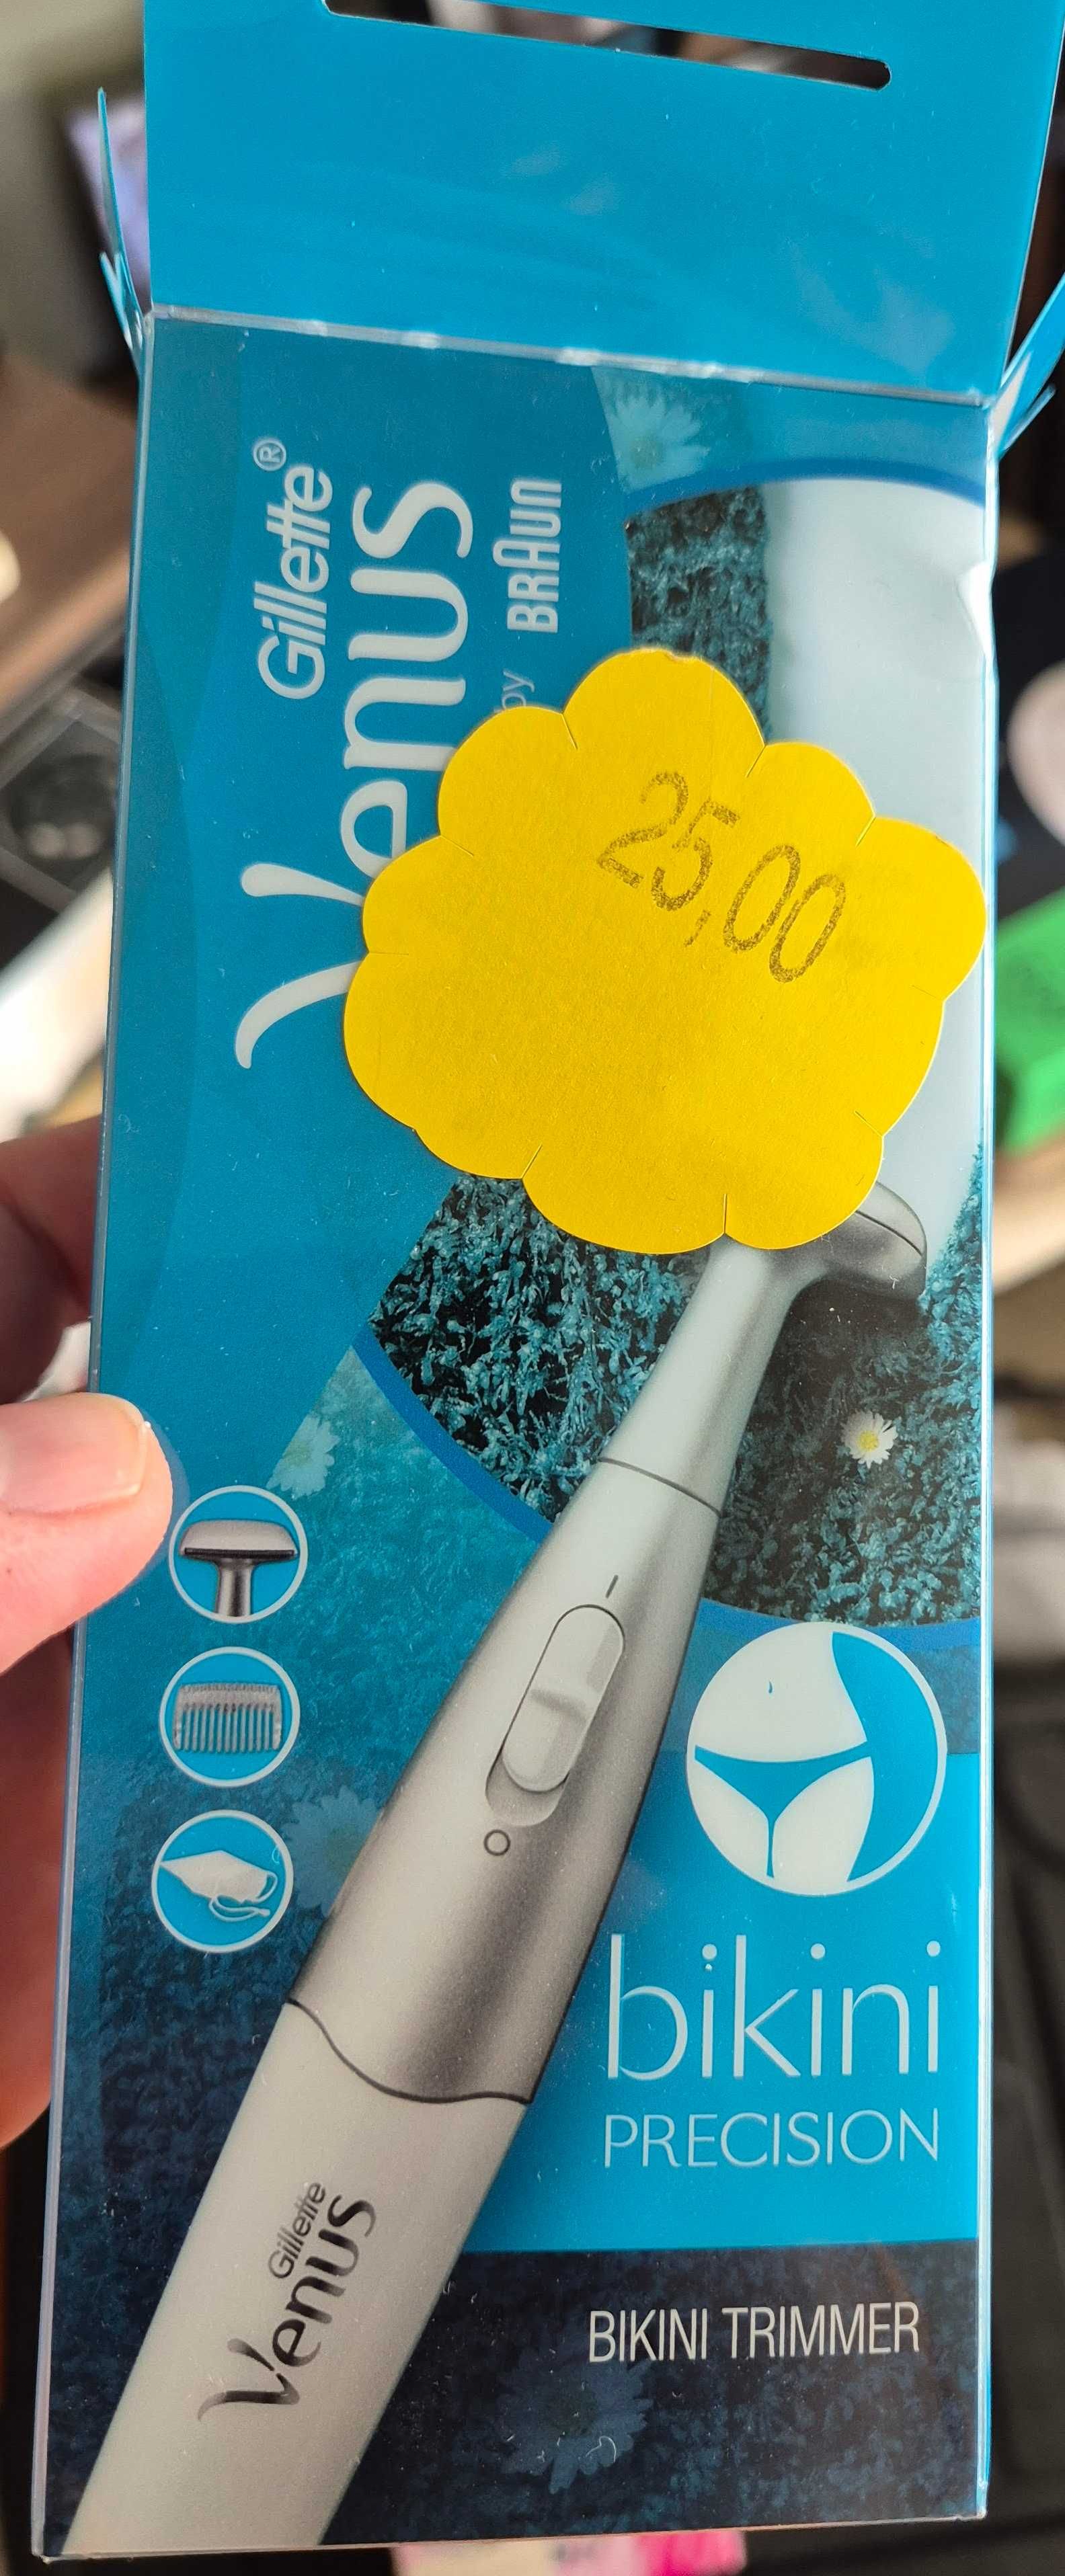 Gillette®
Venus
by BRAUN
25,00
bikini
PRECISION
BIKINI TRIMMER
Gillette
Venus